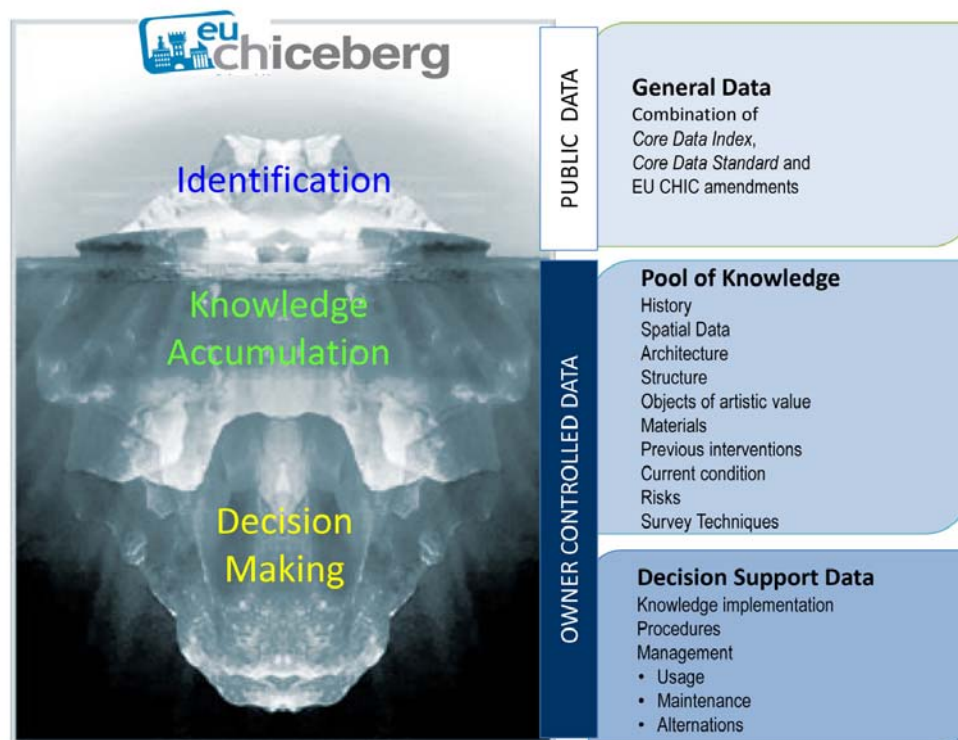 eu
chiceberg
Identification
Knowledge
Accumulation
Decision
Making
PUBLIC DATA
OWNER CONTROLLED DATA
General Data
Combination of
Core Data Index,
Core Data Standard and
EU CHIC amendments
Pool of Knowledge
History
Spatial Data
Architecture
Structure
Objects of artistic value
Materials
Previous interventions
Current condition
Risks
Survey Techniques
Decision Support Data
Knowledge implementation
Procedures
Management
• Usage
• Maintenance
• Alternations